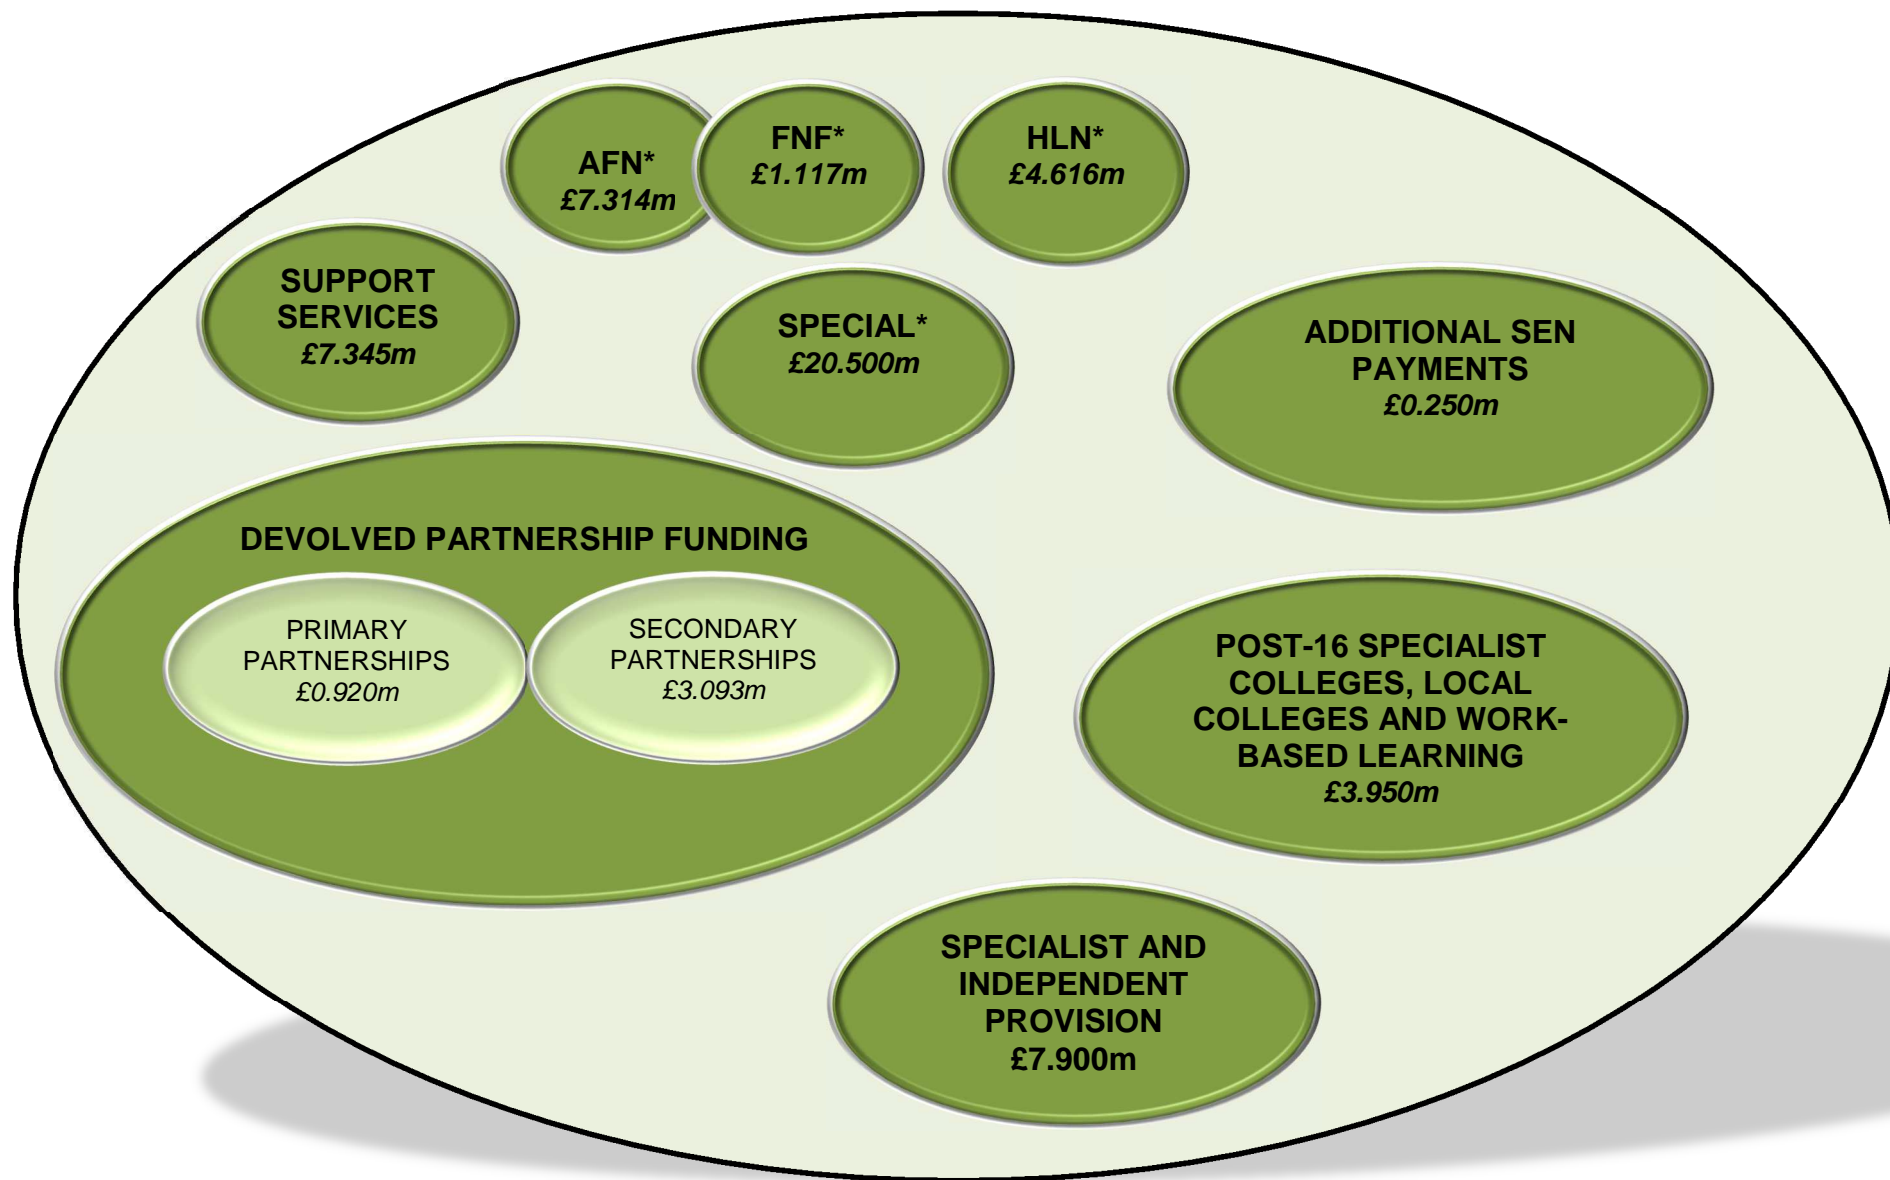 AFN*
£7.314m
FNF*
£1.117m
HLN*
£4.616m
SUPPORT
SERVICES
£7.345m
SPECIAL*
£20.500m
ADDITIONAL SEN
PAYMENTS
£0.250m
DEVOLVED PARTNERSHIP FUNDING
PRIMARY
PARTNERSHIPS
£0.920m
SECONDARY
PARTNERSHIPS
£3.093m
POST-16 SPECIALIST
COLLEGES, LOCAL
COLLEGES AND WORK-
BASED LEARNING
£3.950m
SPECIALIST AND
INDEPENDENT
PROVISION
£7.900m